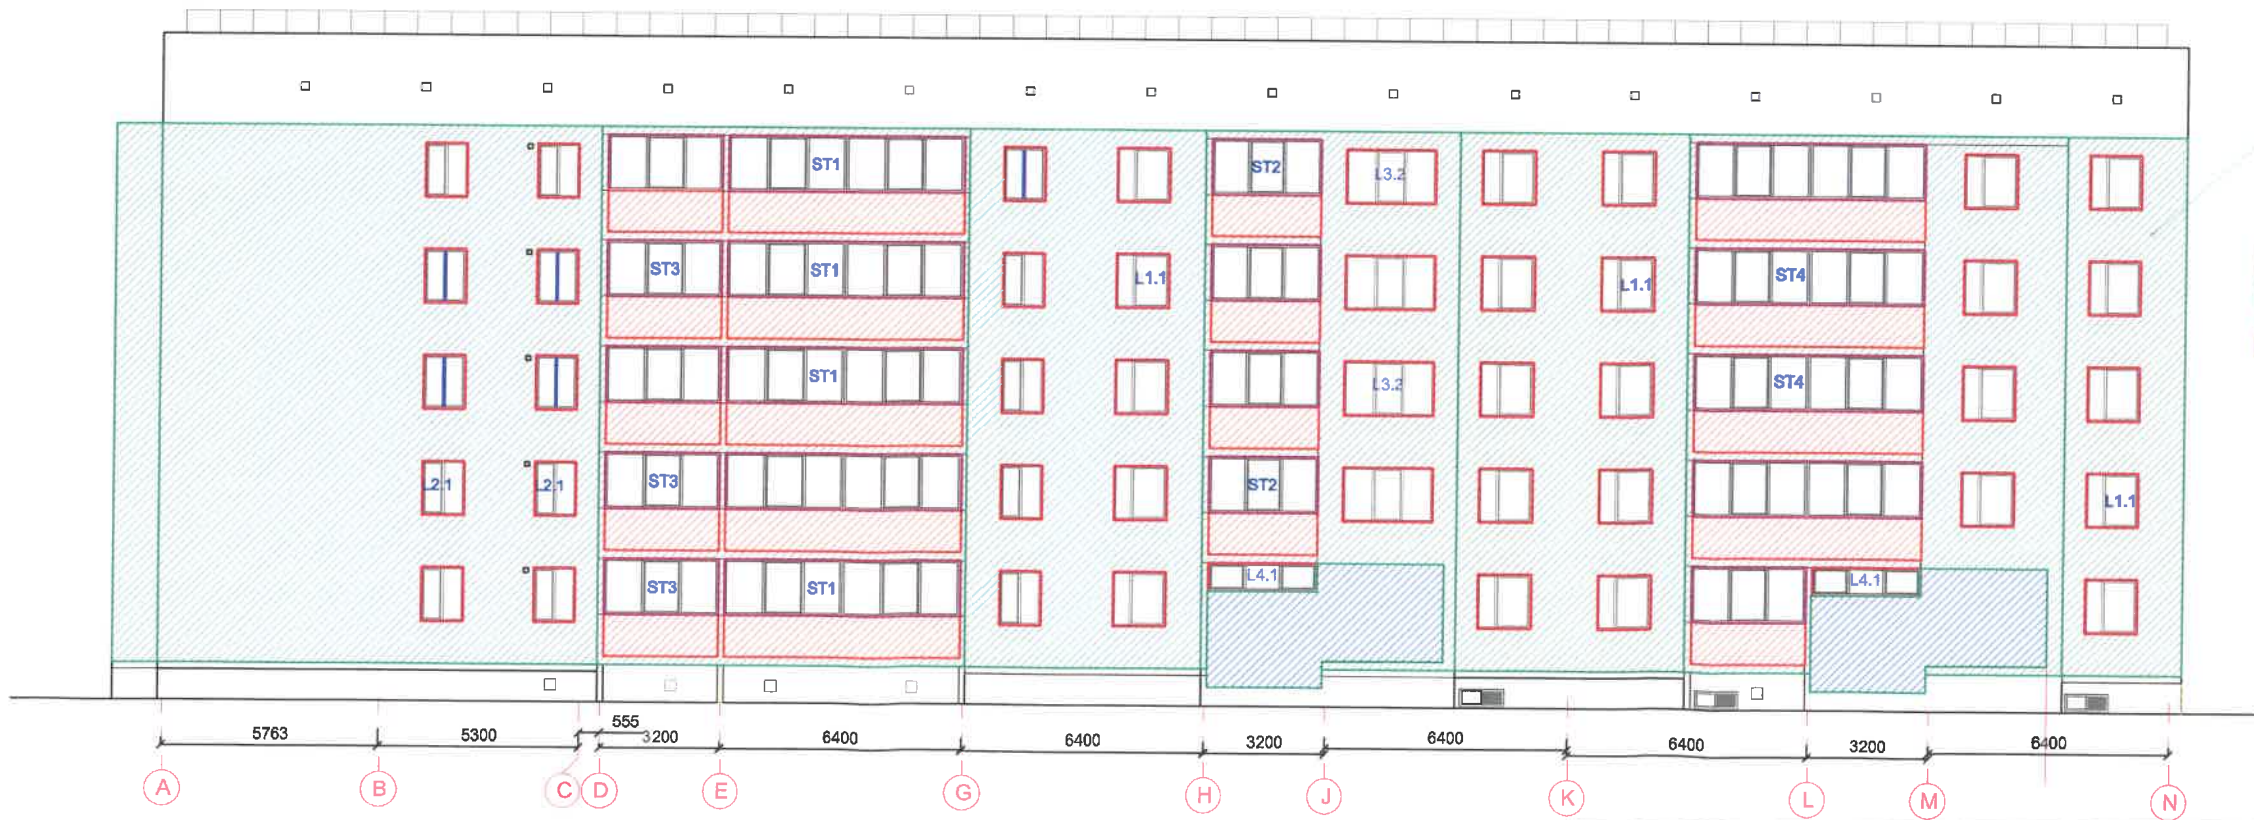 ST1 ST2 L3.2
ST3 ST1 L1.1 L1.1 ST4
ST1 L3.2 ST4
L2.1 L2.1 ST3 ST2 L1.1
ST3 ST1 L4.1 L4.1
5763 5300 555 3200 6400 6400 3200 6400 6400 3200 6400
A B C D E G H J K L M N